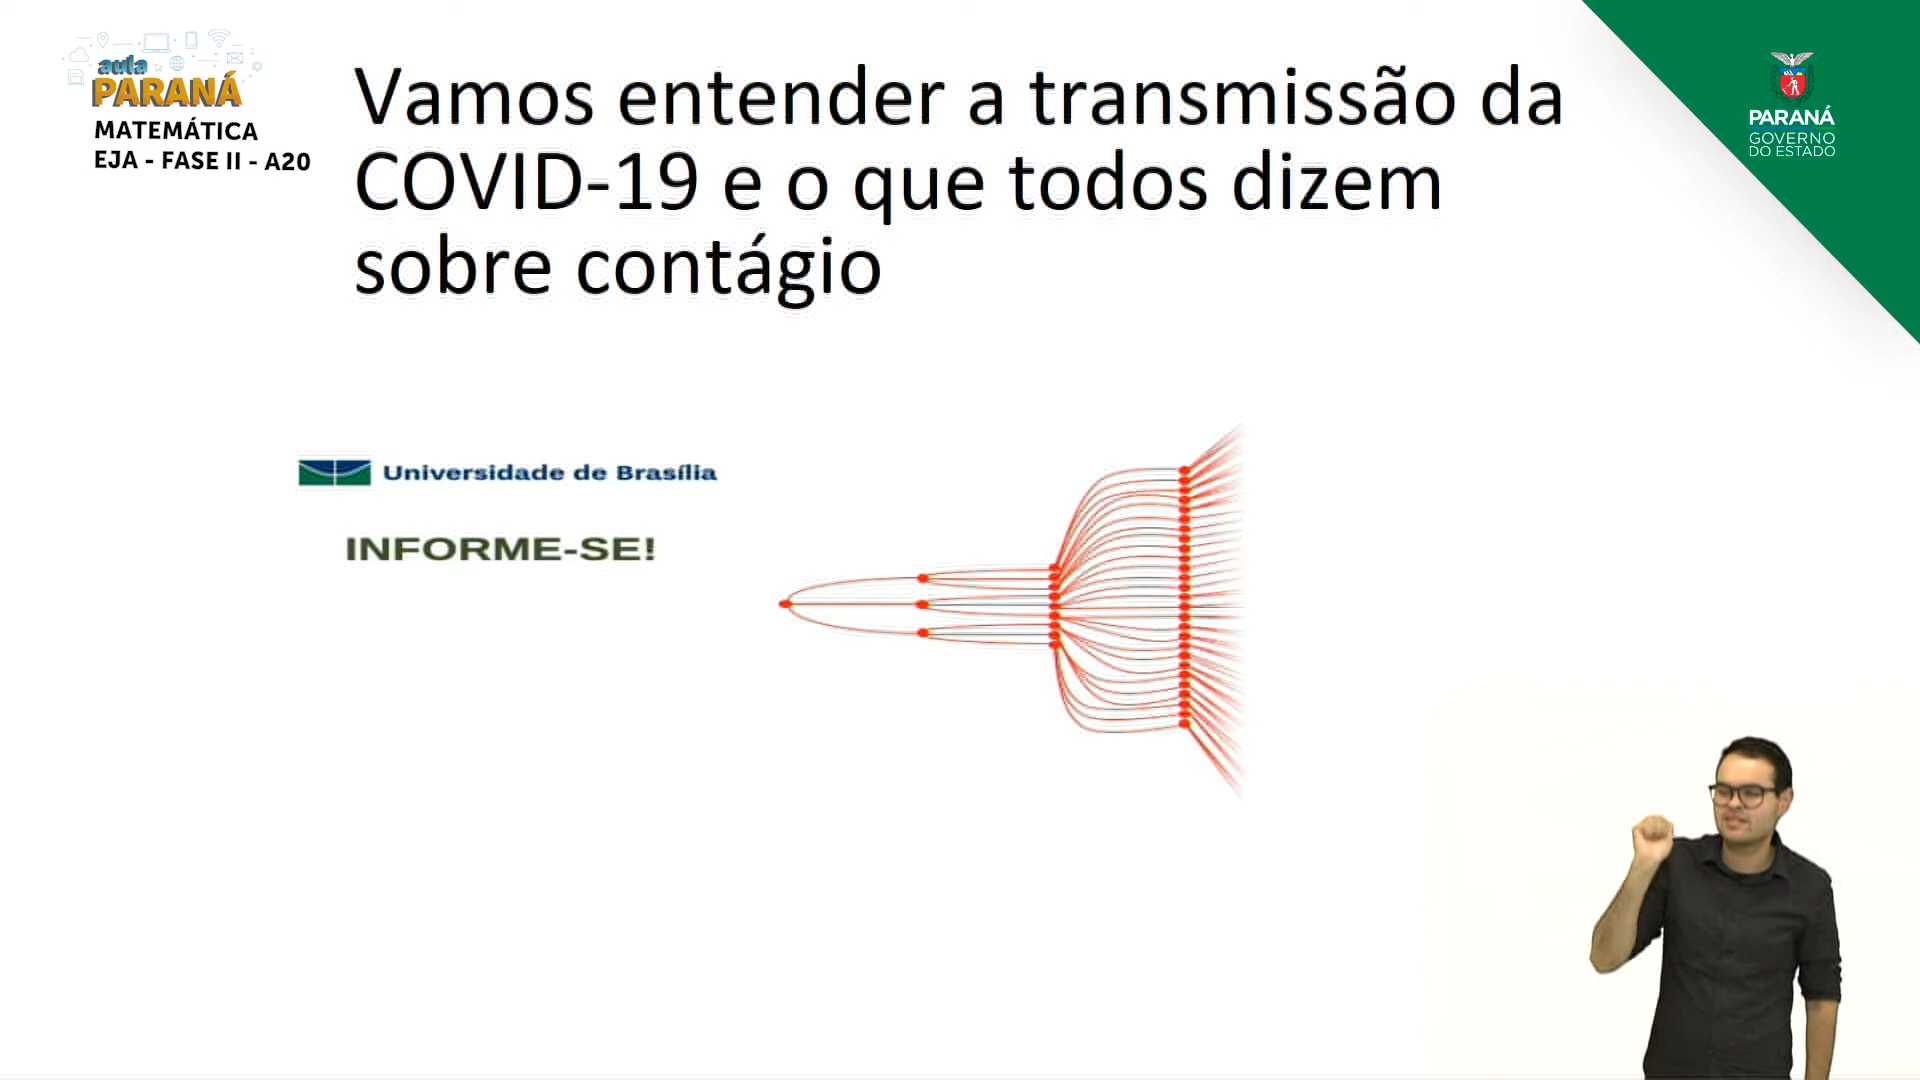 aula
PARANÁ
MATEMÁTICA
EJA - FASE II - A20
Vamos entender a transmissão da
COVID-19 e o que todos dizem
sobre contágio
PARANÁ
GOVERNO
DO ESTADO
Universidade de Brasília
INFORME-SE!